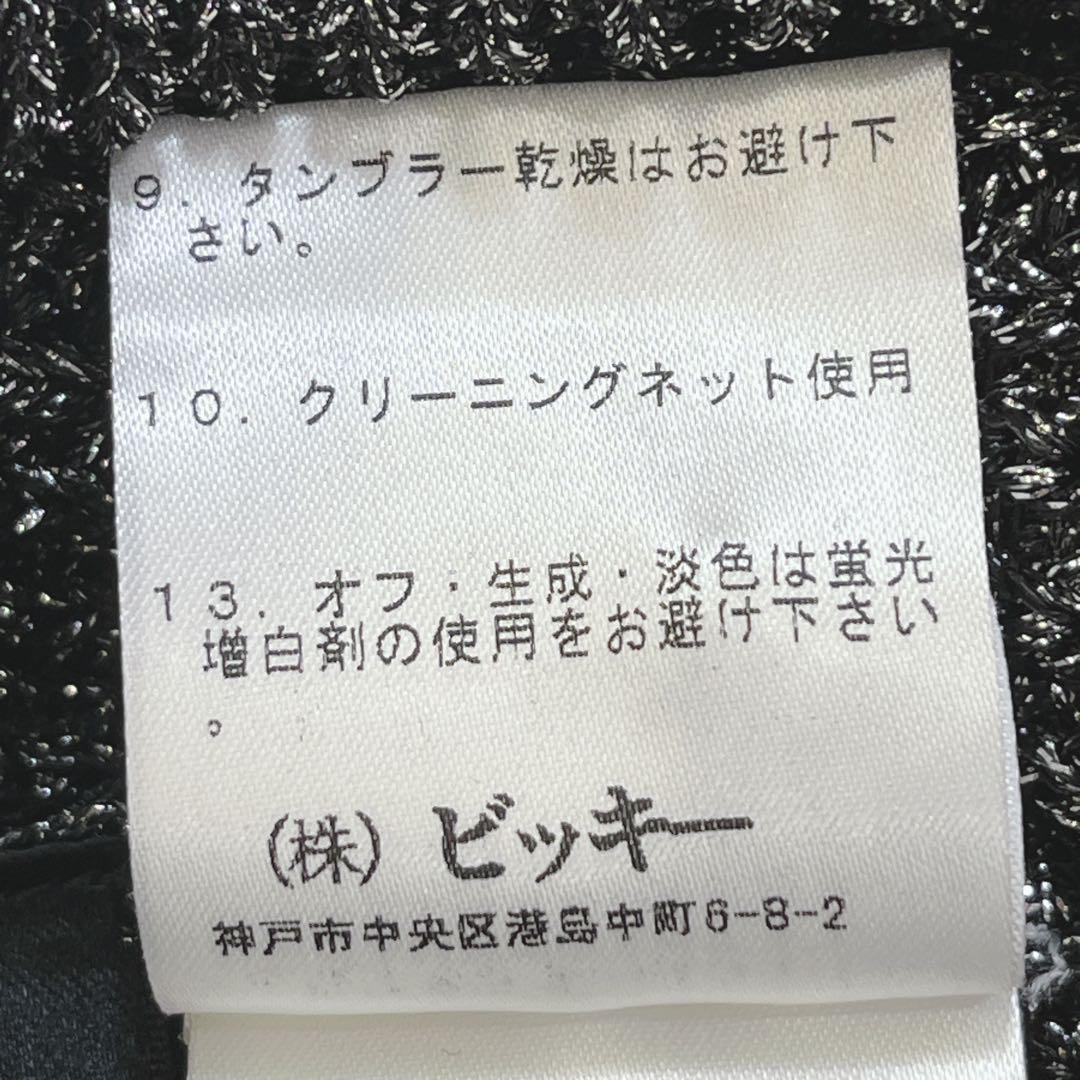 ９．タンブラー乾燥はお避け下
さい。
１０．クリーニングネット使用
１３．オフ・生成・淡色は蛍光
増白剤の使用をお避け下さい
。
(株)ビッキー
神戸市中央区港島中町6-8-2